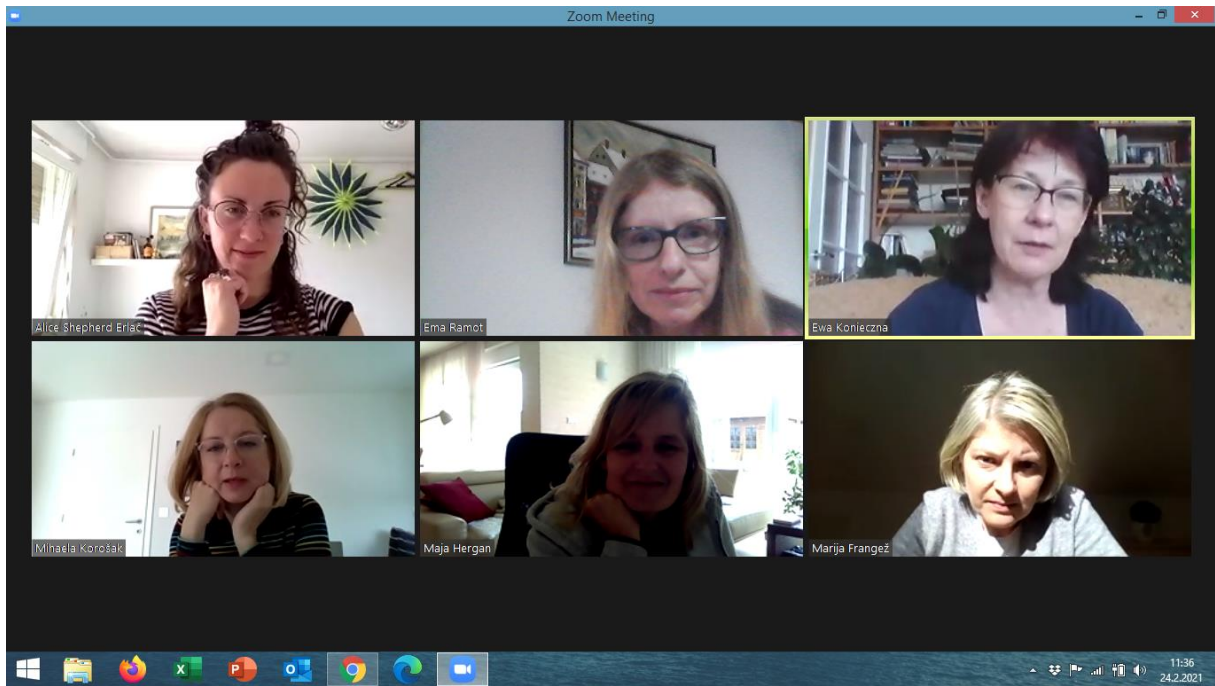 Zoom Meeting
Alice Shepherd Erlač
Ema Ramot
Ewa Konieczna
Mihaela Korošak
Maja Hergan
Marija Frangež
11:36
24.2.2021